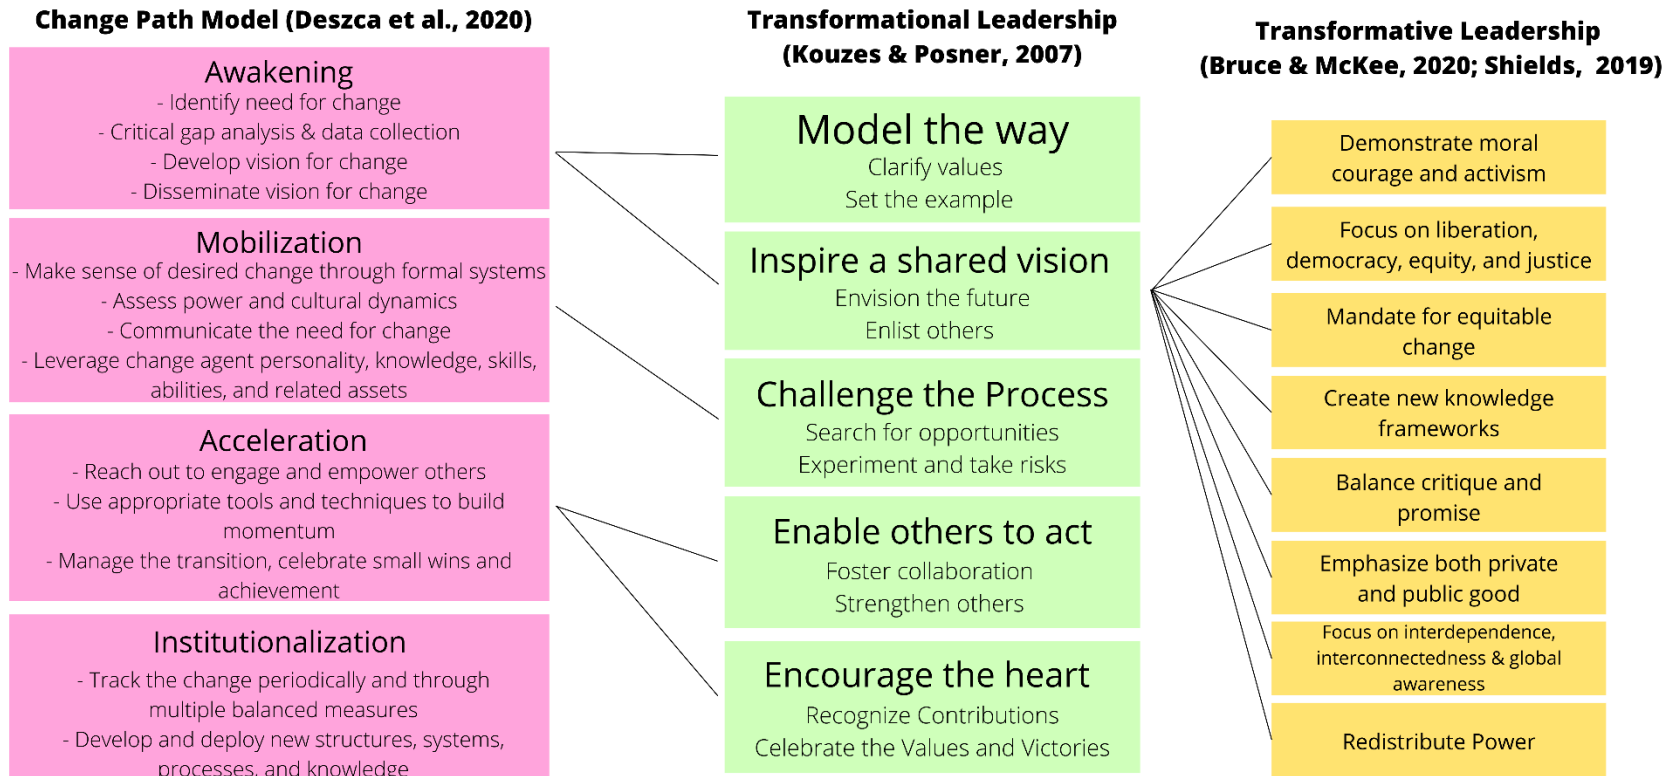 Change Path Model (Deszca et al., 2020)
Awakening
- Identify need for change
- Critical gap analysis & data collection
- Develop vision for change
- Disseminate vision for change
Mobilization
- Make sense of desired change through formal systems
- Assess power and cultural dynamics
- Communicate the need for change
- Leverage change agent personality, knowledge, skills,
abilities, and related assets
Acceleration
- Reach out to engage and empower others
- Use appropriate tools and techniques to build
momentum
- Manage the transition, celebrate small wins and
achievement
Institutionalization
- Track the change periodically and through
multiple balanced measures
- Develop and deploy new structures, systems,
processes, and knowledge
Transformational Leadership
(Kouzes & Posner, 2007)
Model the way
Clarify values
Set the example
Inspire a shared vision
Envision the future
Enlist others
Challenge the Process
Search for opportunities
Experiment and take risks
Enable others to act
Foster collaboration
Strengthen others
Encourage the heart
Recognize Contributions
Celebrate the Values and Victories
Transformative Leadership
(Bruce & McKee, 2020; Shields, 2019)
Demonstrate moral
courage and activism
Focus on liberation,
democracy, equity, and justice
Mandate for equitable
change
Create new knowledge
frameworks
Balance critique and
promise
Emphasize both private
and public good
Focus on interdependence,
interconnectedness & global
awareness
Redistribute Power